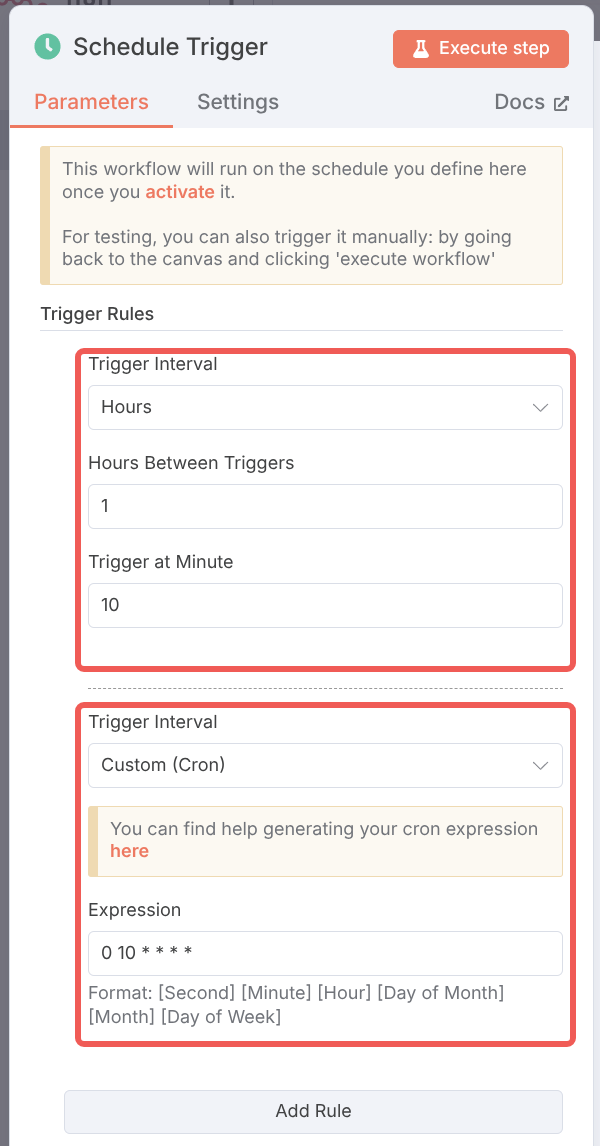 Schedule Trigger
Execute step
Parameters
Settings
Docs
This workflow will run on the schedule you define here
once you activate it.
For testing, you can also trigger it manually: by going
back to the canvas and clicking 'execute workflow'
Trigger Rules
Trigger Interval
Hours
Hours Between Triggers
1
Trigger at Minute
10
Trigger Interval
Custom (Cron)
You can find help generating your cron expression
here
Expression
0 10 * * * *
Format: [Second] [Minute] [Hour] [Day of Month]
[Month] [Day of Week]
Add Rule